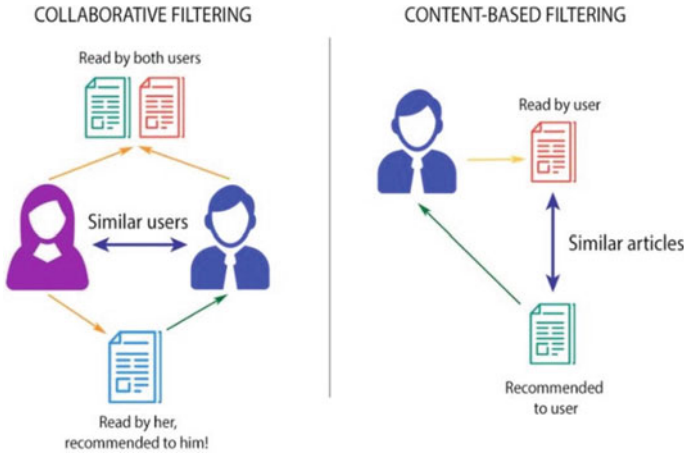 COLLABORATIVE FILTERING
Read by both users
Similar users
Read by her,
recommended to him!
CONTENT-BASED FILTERING
Read by user
Similar articles
Recommended
to user